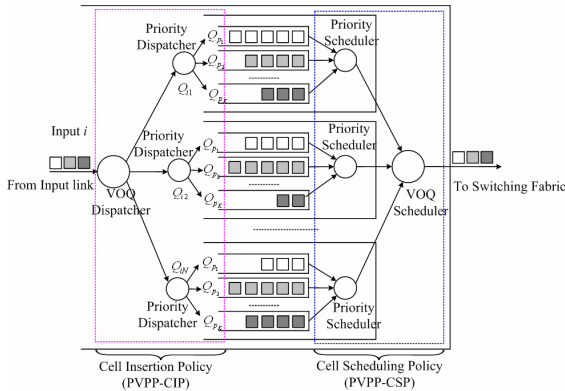 Priority
Dispatcher
Q_{p_1}
Q_{p_2}
Q_{p_K}
Q_{i1}
Priority
Scheduler
Input i
From Input link
VOQ
Dispatcher
Priority
Dispatcher
Q_{p_1}
Q_{p_2}
Q_{p_K}
Q_{i2}
Priority
Scheduler
VOQ
Scheduler
To Switching Fabric
Q_{iN}
Priority
Dispatcher
Q_{p_1}
Q_{p_2}
Q_{p_K}
Priority
Scheduler
Cell Insertion Policy
(PVPP-CIP)
Cell Scheduling Policy
(PVPP-CSP)